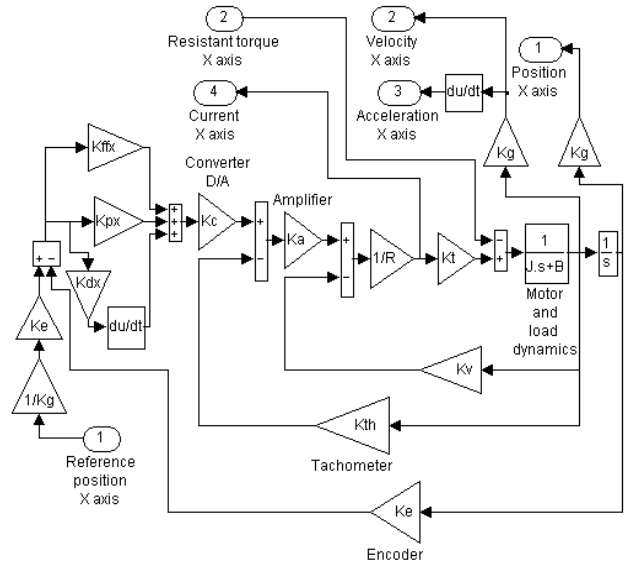 2
Resistant torque
X axis
2
Velocity
X axis
1
Position
X axis
4
Current
X axis
3
Acceleration
X axis
du/dt
Kg
Kg
Kffx
Converter
D/A
Kpx
+
+
+
Kc
+
-
Amplifier
Ka
+
-
1/R
Kt
-
+
1
J.s+B
Motor
and
load
dynamics
1
s
+ -
Kdx
du/dt
Ke
1/Kg
1
Reference
position
X axis
Kv
Kth
Tachometer
Ke
Encoder